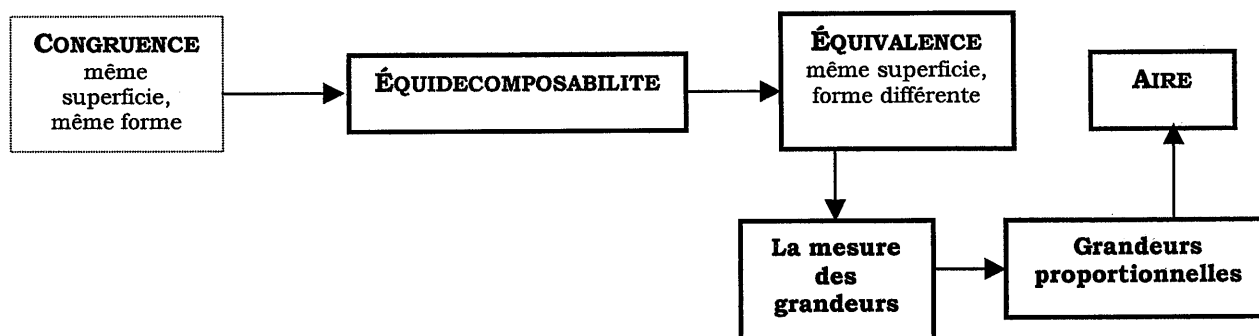 CONGRUENCE
même
superficie,
même forme
ÉQUIDECOMPOSABILITE
ÉQUIVALENCE
même superficie,
forme différente
AIRE
La mesure
des
grandeurs
Grandeurs
proportionnelles